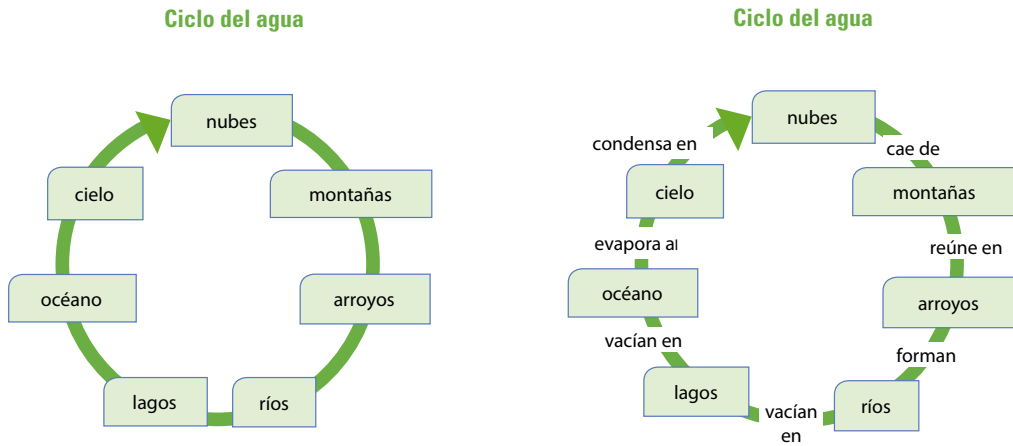 Ciclo del agua
nubes
montañas
arroyos
ríos
lagos
océano
cielo
Ciclo del agua
nubes
cae de
montañas
reúne en
arroyos
forman
ríos
vacían
en
lagos
vacían en
océano
evapora al
cielo
condensa en